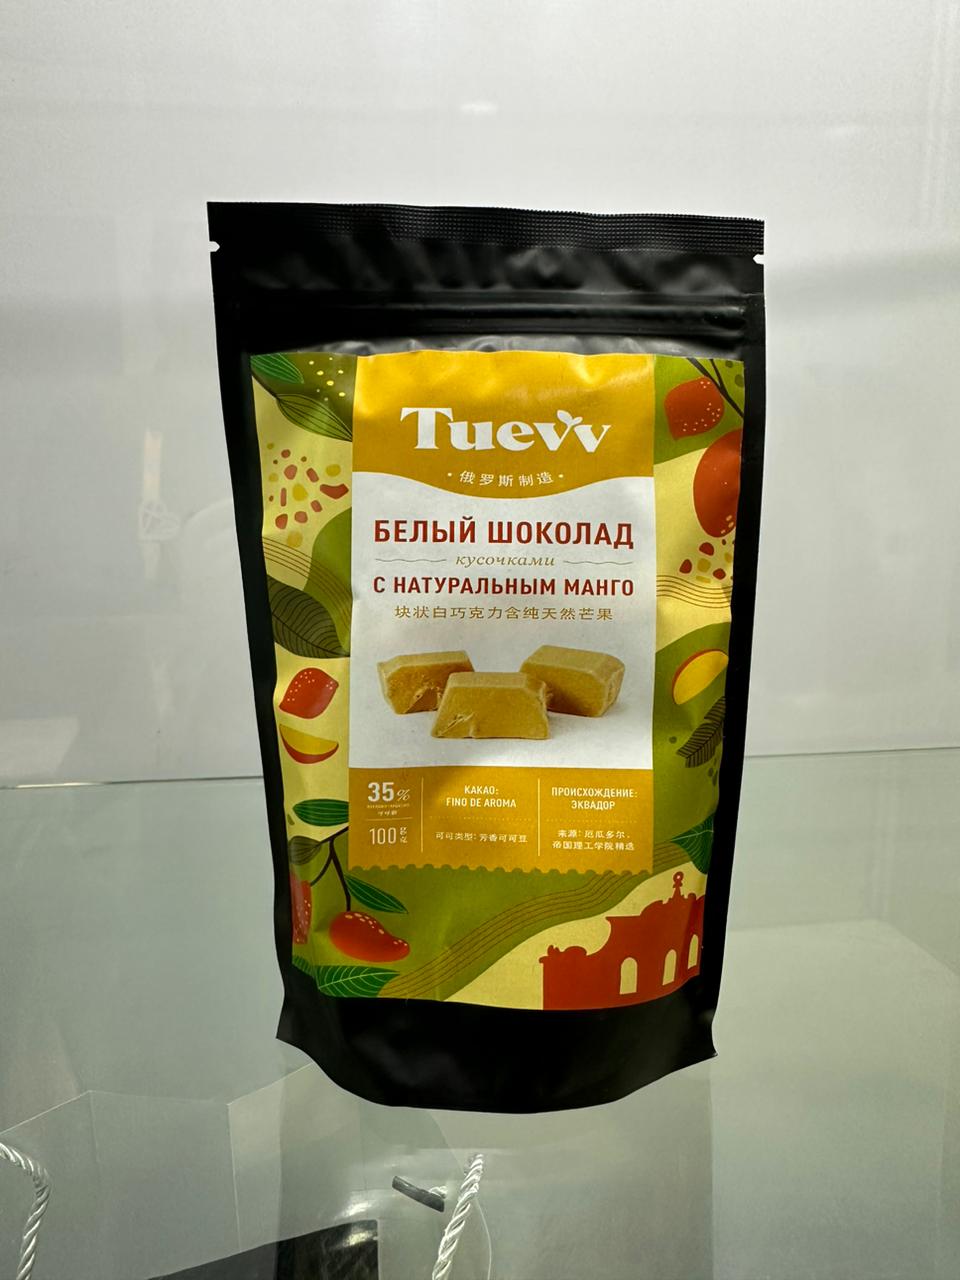 Tuevv
• 俄罗斯制造 •
БЕЛЫЙ ШОКОЛАД
кусочками
С НАТУРАЛЬНЫМ МАНГО
块状白巧克力含纯天然芒果
35%
100 g 克
КАКАО:
FINO DE AROMA
可可类型: 芳香可可豆
ПРОИСХОЖДЕНИЕ:
ЭКВАДОР
来源: 厄瓜多尔,
帝国理工学院精选